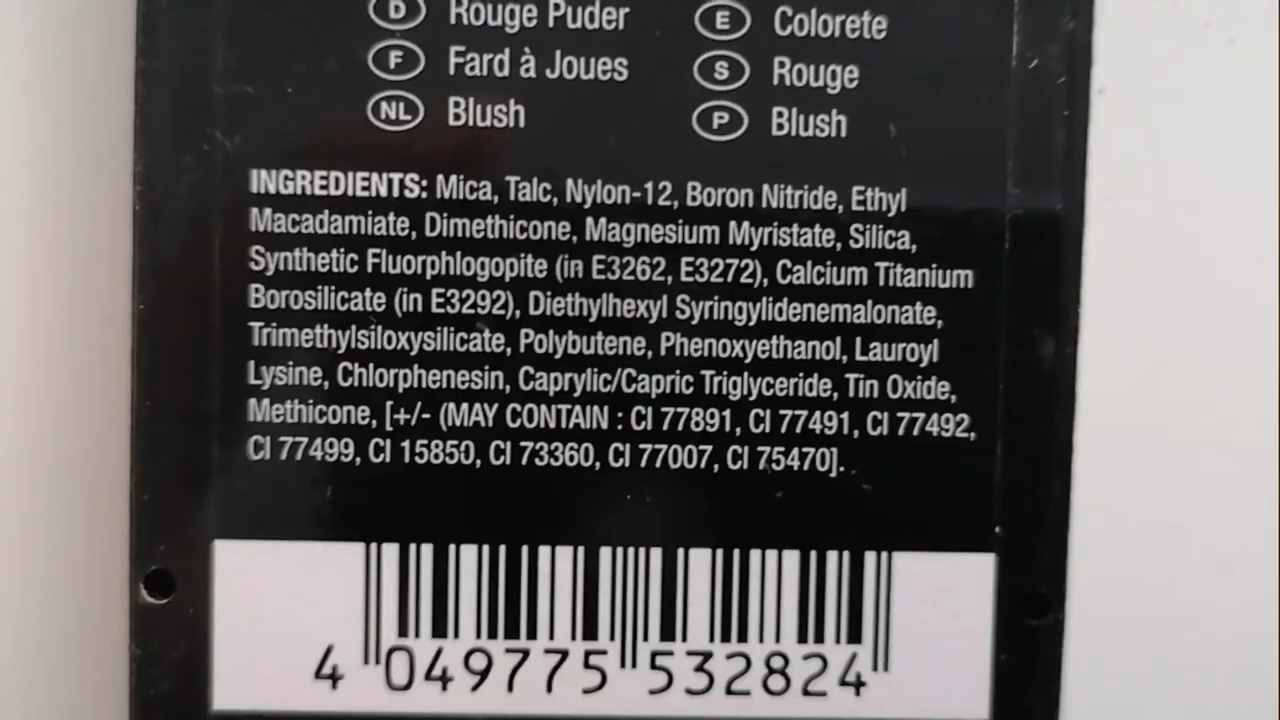 D Rouge Puder E Colorete
F Fard à Joues S Rouge
NL Blush P Blush
INGREDIENTS: Mica, Talc, Nylon-12, Boron Nitride, Ethyl
Macadamiate, Dimethicone, Magnesium Myristate, Silica,
Synthetic Fluorphlogopite (in E3262, E3272), Calcium Titanium
Borosilicate (in E3292), Diethylhexyl Syringylidenemalonate,
Trimethylsiloxysilicate, Polybutene, Phenoxyethanol, Lauroyl
Lysine, Chlorphenesin, Caprylic/Capric Triglyceride, Tin Oxide,
Methicone, [+/- (MAY CONTAIN : CI 77891, CI 77491, CI 77492,
CI 77499, CI 15850, CI 73360, CI 77007, CI 75470].
4 049775 532824